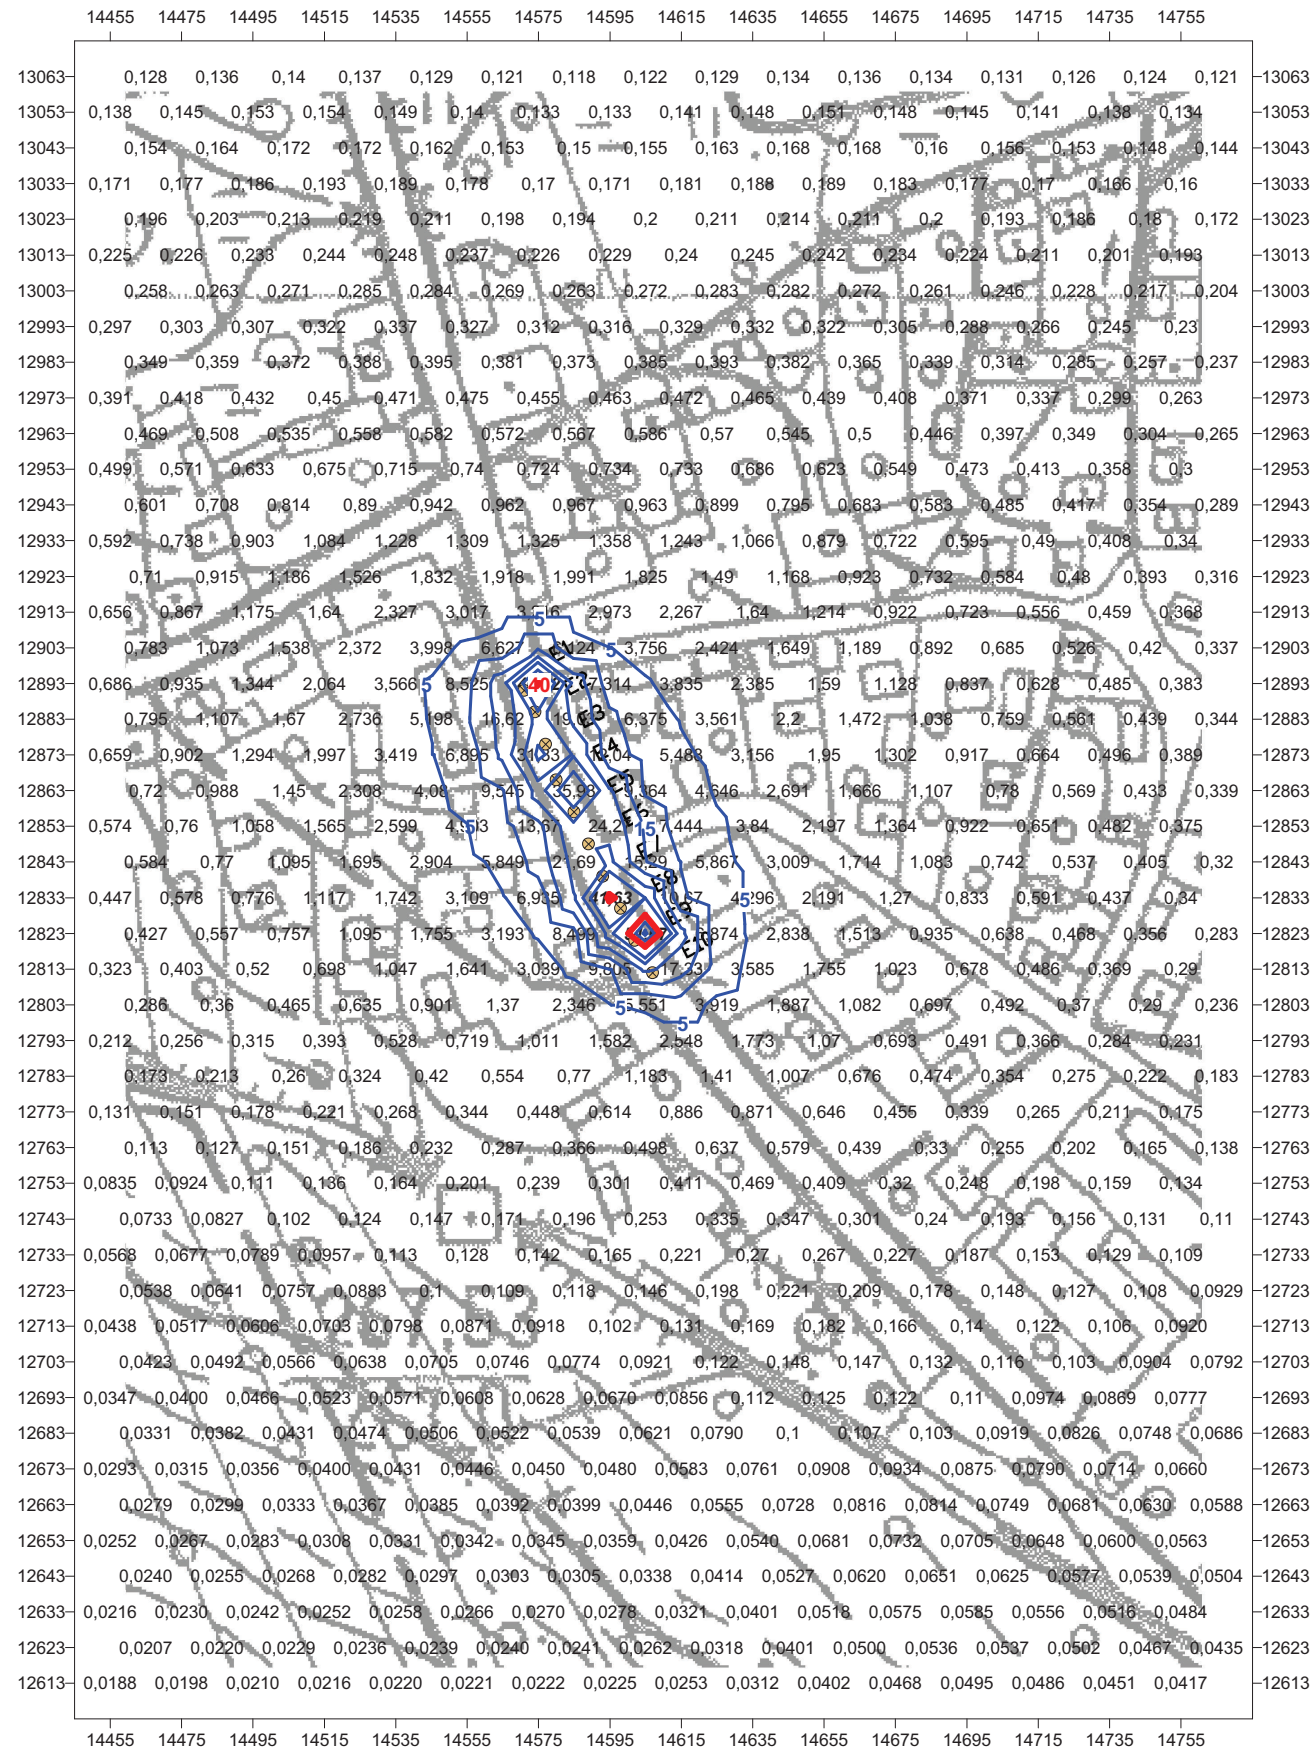 14455 14475 14495 14515 14535 14555 14575 14595 14615 14635 14655 14675 14695 14715 14735 14755
13063 0,128 0,136 0,14 0,137 0,129 0,121 0,118 0,122 0,129 0,134 0,136 0,134 0,131 0,126 0,124 0,121 13063
13053 0,138 0,145 0,153 0,154 0,149 0,14 0,133 0,133 0,141 0,148 0,151 0,148 0,145 0,141 0,138 0,134 13053
13043 0,154 0,164 0,172 0,172 0,162 0,153 0,15 0,155 0,163 0,168 0,168 0,16 0,156 0,153 0,148 0,144 13043
13033 0,171 0,177 0,186 0,193 0,189 0,178 0,17 0,171 0,181 0,188 0,189 0,183 0,177 0,17 0,166 0,16 13033
13023 0,196 0,203 0,213 0,219 0,211 0,198 0,194 0,2 0,211 0,214 0,211 0,2 0,193 0,186 0,18 0,172 13023
13013 0,225 0,226 0,233 0,244 0,248 0,237 0,226 0,229 0,24 0,245 0,242 0,234 0,224 0,211 0,201 0,193 13013
13003 0,258 0,263 0,271 0,285 0,284 0,269 0,263 0,272 0,283 0,282 0,272 0,261 0,246 0,228 0,217 0,204 13003
12993 0,297 0,303 0,307 0,322 0,337 0,327 0,312 0,316 0,329 0,332 0,322 0,305 0,288 0,266 0,245 0,23 12993
12983 0,349 0,359 0,372 0,388 0,395 0,381 0,373 0,385 0,393 0,382 0,365 0,339 0,314 0,285 0,257 0,237 12983
12973 0,391 0,418 0,432 0,45 0,471 0,475 0,455 0,463 0,472 0,465 0,439 0,408 0,371 0,337 0,299 0,263 12973
12963 0,469 0,508 0,535 0,558 0,582 0,572 0,567 0,586 0,57 0,545 0,5 0,446 0,397 0,349 0,304 0,265 12963
12953 0,499 0,571 0,633 0,675 0,715 0,74 0,724 0,734 0,733 0,686 0,623 0,549 0,473 0,413 0,358 0,3 12953
12943 0,601 0,708 0,814 0,89 0,942 0,962 0,967 0,963 0,899 0,795 0,683 0,583 0,485 0,417 0,354 0,289 12943
12933 0,592 0,738 0,903 1,084 1,228 1,309 1,325 1,358 1,243 1,066 0,879 0,722 0,595 0,49 0,408 0,34 12933
12923 0,71 0,915 1,186 1,526 1,832 1,918 1,991 1,825 1,49 1,168 0,923 0,732 0,584 0,48 0,393 0,316 12923
12913 0,656 0,867 1,175 1,64 2,327 3,017 2,973 2,267 1,64 1,214 0,922 0,723 0,556 0,459 0,368 12913
5
12903 0,783 1,073 1,538 2,372 3,998 6,627 E1 5 3,756 2,424 1,649 1,189 0,892 0,685 0,526 0,42 0,337 12903
12893 0,686 0,935 1,344 2,064 3,566 5 8,525 40 E2 7,314 3,835 2,385 1,59 1,128 0,837 0,628 0,485 0,383 12893
12883 0,795 1,107 1,67 2,736 5,198 16,62 E3 6,375 3,561 2,2 1,472 1,038 0,759 0,561 0,439 0,344 12883
12873 0,659 0,902 1,294 1,997 3,419 6,895 E4 5,488 3,156 1,95 1,302 0,917 0,664 0,496 0,389 12873
12863 0,72 0,988 1,45 2,308 4,08 9,545 E5 4,646 2,691 1,666 1,107 0,78 0,569 0,433 0,339 12863
12853 0,574 0,76 1,058 1,565 2,599 5 13,67 15 7,444 3,84 2,197 1,364 0,922 0,651 0,482 0,375 12853
12843 0,584 0,77 1,095 1,695 2,904 5,849 21,69 15,29 E7 5,867 3,009 1,714 1,083 0,742 0,537 0,405 0,32 12843
12833 0,447 0,578 0,776 1,117 1,742 3,109 6,935 E8 5 2,191 1,27 0,833 0,591 0,437 0,34 12833
12823 0,427 0,557 0,757 1,095 1,755 3,193 8,499 E9 2,838 1,513 0,935 0,638 0,468 0,356 0,283 12823
E10
12813 0,323 0,403 0,52 0,698 1,047 1,641 3,039 9,805 17,33 3,585 1,755 1,023 0,678 0,486 0,369 0,29 12813
12803 0,286 0,36 0,465 0,635 0,901 1,37 2,346 5 3,919 1,887 1,082 0,697 0,492 0,37 0,29 0,236 12803
5
12793 0,212 0,256 0,315 0,393 0,528 0,719 1,011 1,582 2,548 1,773 1,07 0,693 0,491 0,366 0,284 0,231 12793
12783 0,173 0,213 0,26 0,324 0,42 0,554 0,77 1,183 1,41 1,007 0,676 0,474 0,354 0,275 0,222 0,183 12783
12773 0,131 0,151 0,178 0,221 0,268 0,344 0,448 0,614 0,886 0,871 0,646 0,455 0,339 0,265 0,211 0,175 12773
12763 0,113 0,127 0,151 0,186 0,232 0,287 0,366 0,498 0,637 0,579 0,439 0,33 0,255 0,202 0,165 0,138 12763
12753 0,0835 0,0924 0,111 0,136 0,164 0,201 0,239 0,301 0,411 0,469 0,409 0,32 0,248 0,198 0,159 0,134 12753
12743 0,0733 0,0827 0,102 0,124 0,147 0,171 0,196 0,253 0,335 0,347 0,301 0,24 0,193 0,156 0,131 0,11 12743
12733 0,0568 0,0677 0,0789 0,0957 0,113 0,128 0,142 0,165 0,221 0,27 0,267 0,227 0,187 0,153 0,129 0,109 12733
12723 0,0538 0,0641 0,0757 0,0883 0,1 0,109 0,118 0,146 0,198 0,221 0,209 0,178 0,148 0,127 0,108 0,0929 12723
12713 0,0438 0,0517 0,0606 0,0703 0,0798 0,0871 0,0918 0,102 0,131 0,169 0,182 0,166 0,14 0,122 0,106 0,0920 12713
12703 0,0423 0,0492 0,0566 0,0638 0,0705 0,0746 0,0774 0,0921 0,122 0,148 0,147 0,132 0,116 0,103 0,0904 0,0792 12703
12693 0,0347 0,0400 0,0466 0,0523 0,0571 0,0608 0,0628 0,0670 0,0856 0,112 0,125 0,122 0,11 0,0974 0,0869 0,0777 12693
12683 0,0331 0,0382 0,0431 0,0474 0,0506 0,0522 0,0539 0,0621 0,0790 0,1 0,107 0,103 0,0919 0,0826 0,0748 0,0686 12683
12673 0,0293 0,0315 0,0356 0,0400 0,0431 0,0446 0,0450 0,0480 0,0583 0,0761 0,0908 0,0934 0,0875 0,0790 0,0714 0,0660 12673
12663 0,0279 0,0299 0,0333 0,0367 0,0385 0,0392 0,0399 0,0446 0,0555 0,0728 0,0816 0,0814 0,0749 0,0681 0,0630 0,0588 12663
12653 0,0252 0,0267 0,0283 0,0308 0,0331 0,0342 0,0345 0,0359 0,0426 0,0540 0,0681 0,0732 0,0705 0,0648 0,0600 0,0563 12653
12643 0,0240 0,0255 0,0268 0,0282 0,0297 0,0303 0,0305 0,0338 0,0414 0,0527 0,0620 0,0651 0,0625 0,0577 0,0539 0,0504 12643
12633 0,0216 0,0230 0,0242 0,0252 0,0258 0,0266 0,0270 0,0278 0,0321 0,0401 0,0518 0,0575 0,0585 0,0556 0,0516 0,0484 12633
12623 0,0207 0,0220 0,0229 0,0236 0,0239 0,0240 0,0241 0,0262 0,0318 0,0401 0,0500 0,0536 0,0537 0,0502 0,0467 0,0435 12623
12613 0,0188 0,0198 0,0210 0,0216 0,0220 0,0221 0,0222 0,0225 0,0253 0,0312 0,0402 0,0468 0,0495 0,0486 0,0451 0,0417 12613
14455 14475 14495 14515 14535 14555 14575 14595 14615 14635 14655 14675 14695 14715 14735 14755